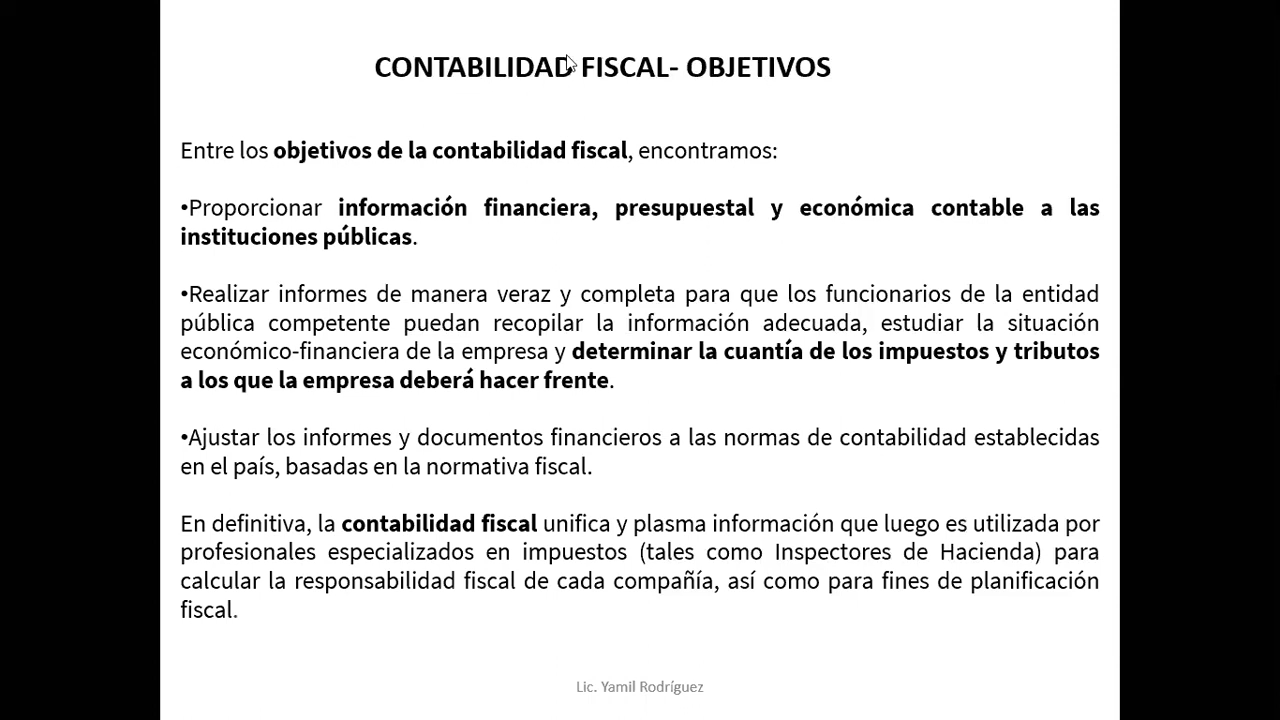 CONTABILIDAD FISCAL- OBJETIVOS
Entre los objetivos de la contabilidad fiscal, encontramos:
•Proporcionar información financiera, presupuestal y económica contable a las
instituciones públicas.
•Realizar informes de manera veraz y completa para que los funcionarios de la entidad
pública competente puedan recopilar la información adecuada, estudiar la situación
económico-financiera de la empresa y determinar la cuantía de los impuestos y tributos
a los que la empresa deberá hacer frente.
•Ajustar los informes y documentos financieros a las normas de contabilidad establecidas
en el país, basadas en la normativa fiscal.
En definitiva, la contabilidad fiscal unifica y plasma información que luego es utilizada por
profesionales especializados en impuestos (tales como Inspectores de Hacienda) para
calcular la responsabilidad fiscal de cada compañía, así como para fines de planificación
fiscal.
Lic. Yamil Rodríguez